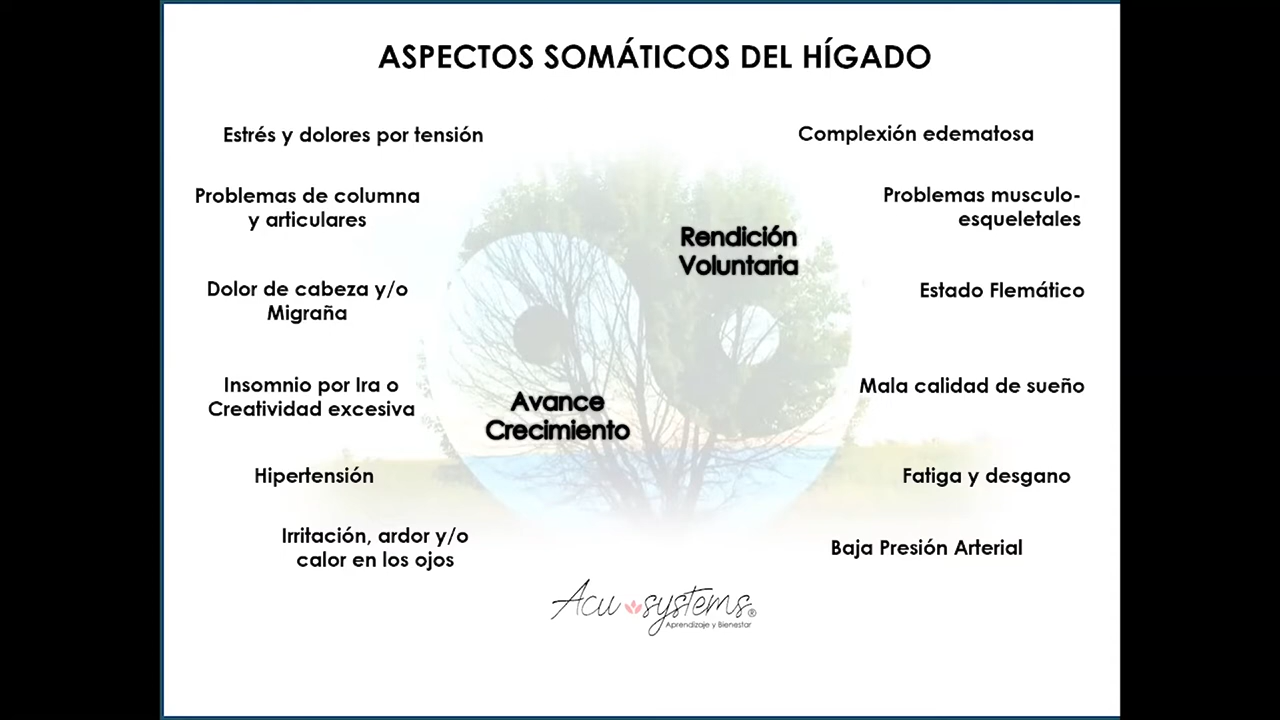 ASPECTOS SOMÁTICOS DEL HÍGADO
Estrés y dolores por tensión
Problemas de columna
y articulares
Dolor de cabeza y/o
Migraña
Insomnio por Ira o
Creatividad excesiva
Hipertensión
Irritación, ardor y/o
calor en los ojos
Avance
Crecimiento
Rendición
Voluntaria
Complexión edematosa
Problemas musculo-
esqueletales
Estado Flemático
Mala calidad de sueño
Fatiga y desgano
Baja Presión Arterial
Acu systems®
Aprendizaje y Bienestar